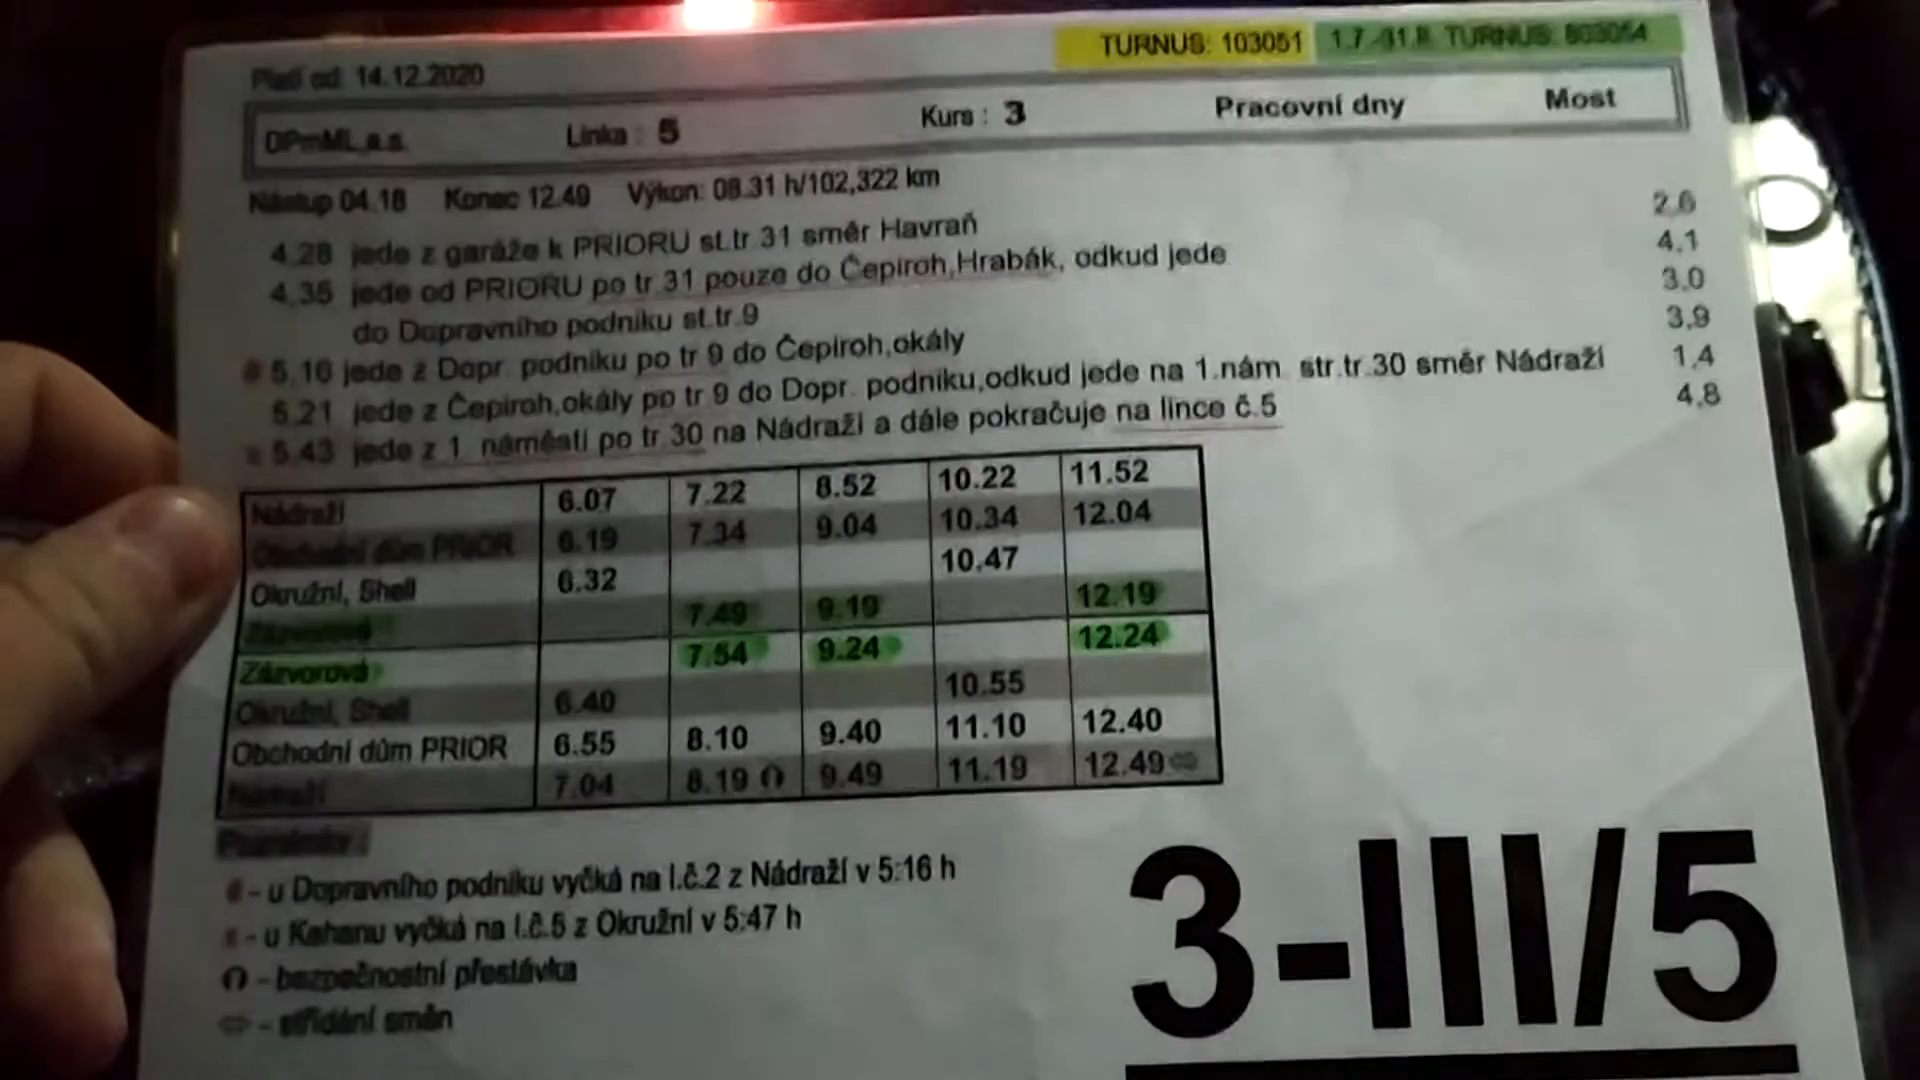 TURNUS: 103051 1.7.-31.8. TURNUS: 803054
Platí od: 14.12.2020
DPmML,a.s. Linka : 5 Kurs : 3 Pracovní dny Most
Nástup 04.18 Konec 12.49 Výkon: 08.31 h/102,322 km
4.28 jede z garáže k PRIORU st.tr 31 směr Havraň 2,6
4.35 jede od PRIORU po tr 31 pouze do Čepiroh,Hrabák, odkud jede 4,1
do Dopravního podniku st.tr.9 3,0
5.16 jede z Dopr. podniku po tr 9 do Čepiroh,okály 3,9
5.21 jede z Čepiroh,okály po tr 9 do Dopr. podniku,odkud jede na 1.nám str.tr.30 směr Nádraží 1,4
5.43 jede z 1. náměstí po tr.30 na Nádraží a dále pokračuje na lince č.5 4,8
Nádraží 6.07 7.22 8.52 10.22 11.52
Obchodní dům PRIOR 6.19 7.34 9.04 10.34 12.04
Okružní, Shell 6.32 10.47
Zázvorová 7.49 9.19 12.19
Zázvorová 7.54 9.24 12.24
Okružní, Shell 6.40 10.55
Obchodní dům PRIOR 6.55 8.10 9.40 11.10 12.40
Nádraží 7.04 8.19 9.49 11.19 12.49
Poznámky :
- u Dopravního podniku vyčká na l.č.2 z Nádraží v 5:16 h
- u Kahanu vyčká na l.č.5 z Okružní v 5:47 h
- bezpečnostní přestávka
- střídání směn
3-III/5